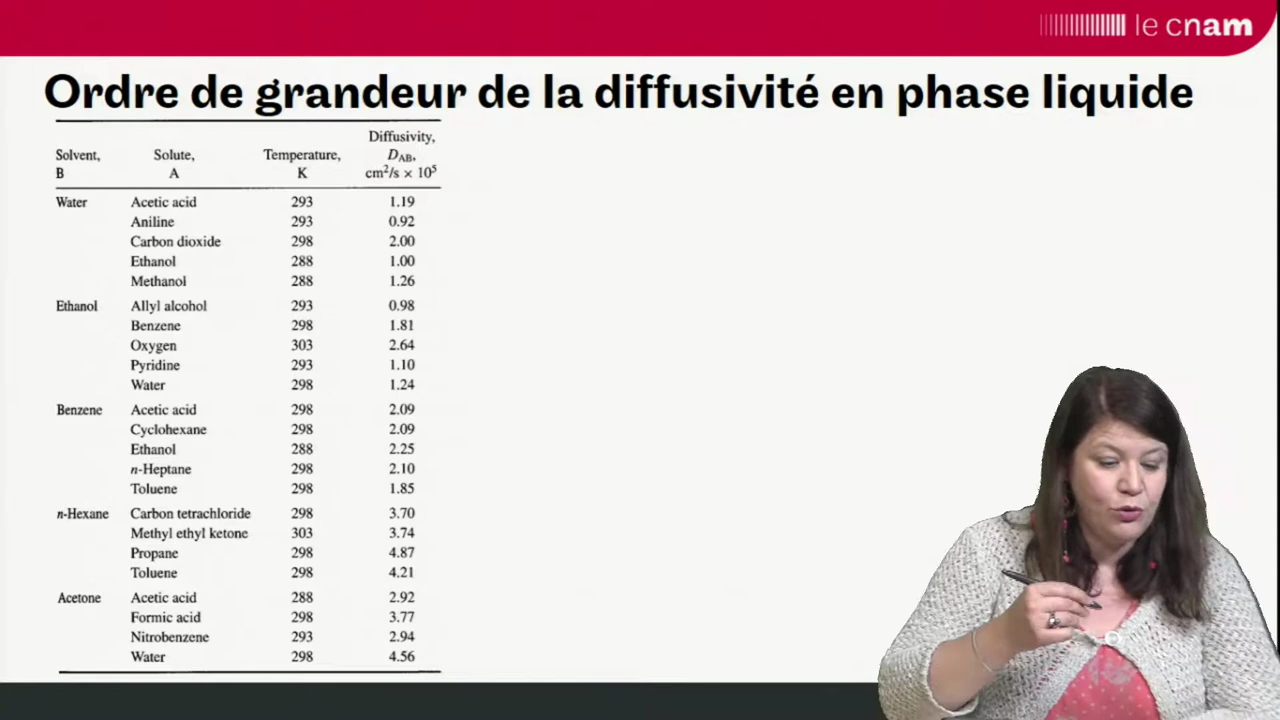 le cnam
Ordre de grandeur de la diffusivité en phase liquide
Solvent, B Solute, A Temperature, K Diffusivity, D_AB, cm²/s × 10⁵
Water Acetic acid 293 1.19
Aniline 293 0.92
Carbon dioxide 298 2.00
Ethanol 288 1.00
Methanol 288 1.26
Ethanol Allyl alcohol 293 0.98
Benzene 298 1.81
Oxygen 303 2.64
Pyridine 293 1.10
Water 298 1.24
Benzene Acetic acid 298 2.09
Cyclohexane 298 2.09
Ethanol 288 2.25
n-Heptane 298 2.10
Toluene 298 1.85
n-Hexane Carbon tetrachloride 298 3.70
Methyl ethyl ketone 303 3.74
Propane 298 4.87
Toluene 298 4.21
Acetone Acetic acid 288 2.92
Formic acid 298 3.77
Nitrobenzene 293 2.94
Water 298 4.56